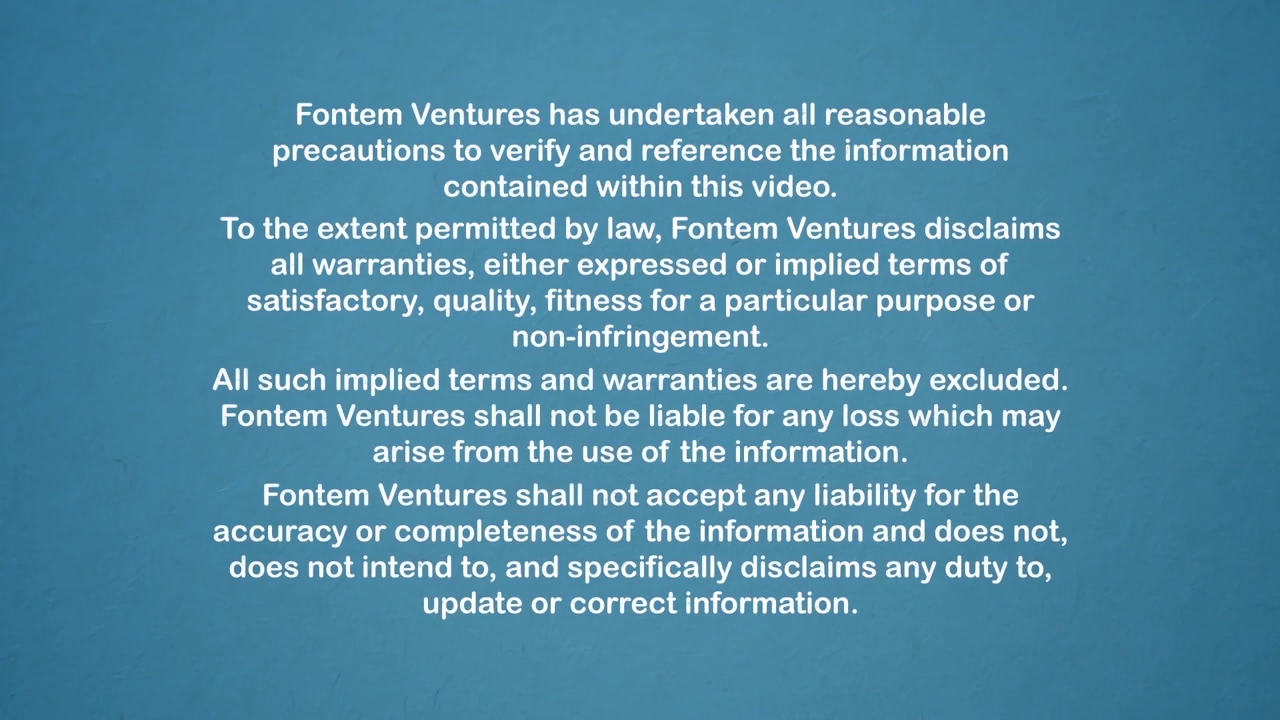 Fontem Ventures has undertaken all reasonable
precautions to verify and reference the information
contained within this video.
To the extent permitted by law, Fontem Ventures disclaims
all warranties, either expressed or implied terms of
satisfactory, quality, fitness for a particular purpose or
non-infringement.
All such implied terms and warranties are hereby excluded.
Fontem Ventures shall not be liable for any loss which may
arise from the use of the information.
Fontem Ventures shall not accept any liability for the
accuracy or completeness of the information and does not,
does not intend to, and specifically disclaims any duty to,
update or correct information.